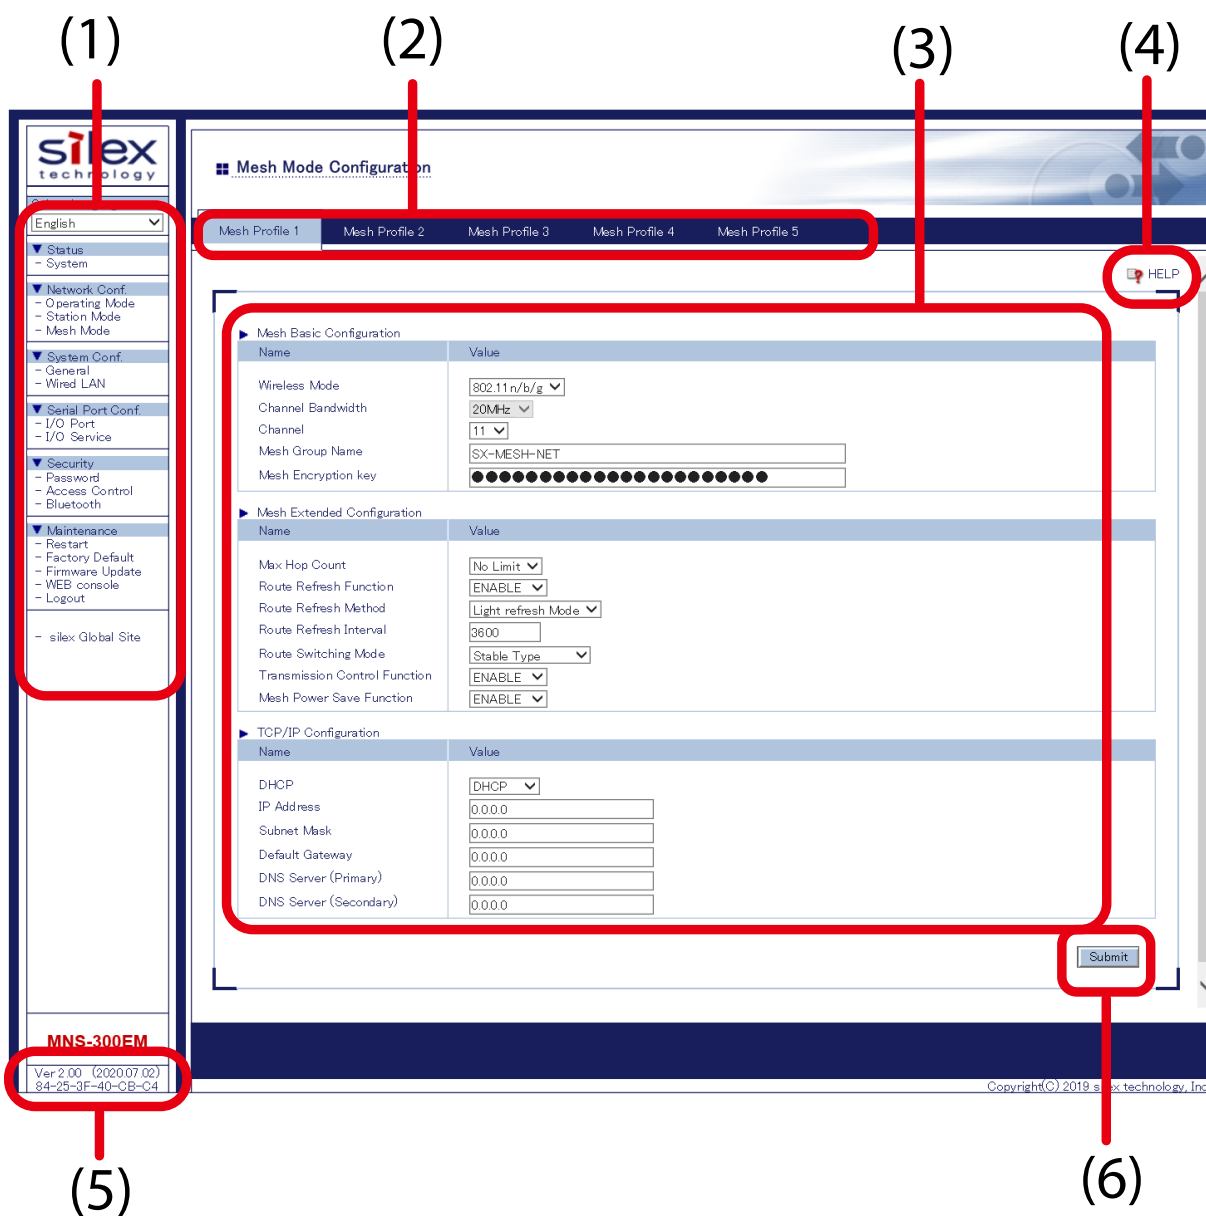 (1)
(2)
(3)
(4)
silex
technology
English
▼ Status
- System
▼ Network Conf.
- Operating Mode
- Station Mode
- Mesh Mode
▼ System Conf.
- General
- Wired LAN
▼ Serial Port Conf.
- I/O Port
- I/O Service
▼ Security
- Password
- Access Control
- Bluetooth
▼ Maintenance
- Restart
- Factory Default
- Firmware Update
- WEB console
- Logout
- silex Global Site
MNS-300EM
Ver 2.00 (2020.07.02)
84-25-3F-40-CB-C4
Mesh Mode Configuration
Mesh Profile 1 Mesh Profile 2 Mesh Profile 3 Mesh Profile 4 Mesh Profile 5
HELP
Mesh Basic Configuration
Name Value
Wireless Mode 802.11n/b/g
Channel Bandwidth 20MHz
Channel 11
Mesh Group Name SX-MESH-NET
Mesh Encryption key ●●●●●●●●●●●●●●●●●●●●●●
Mesh Extended Configuration
Name Value
Max Hop Count No Limit
Route Refresh Function ENABLE
Route Refresh Method Light refresh Mode
Route Refresh Interval 3600
Route Switching Mode Stable Type
Transmission Control Function ENABLE
Mesh Power Save Function ENABLE
TCP/IP Configuration
Name Value
DHCP DHCP
IP Address 0.0.0.0
Subnet Mask 0.0.0.0
Default Gateway 0.0.0.0
DNS Server (Primary) 0.0.0.0
DNS Server (Secondary) 0.0.0.0
Submit
Copyright(C) 2019 silex technology, Inc
(5)
(6)